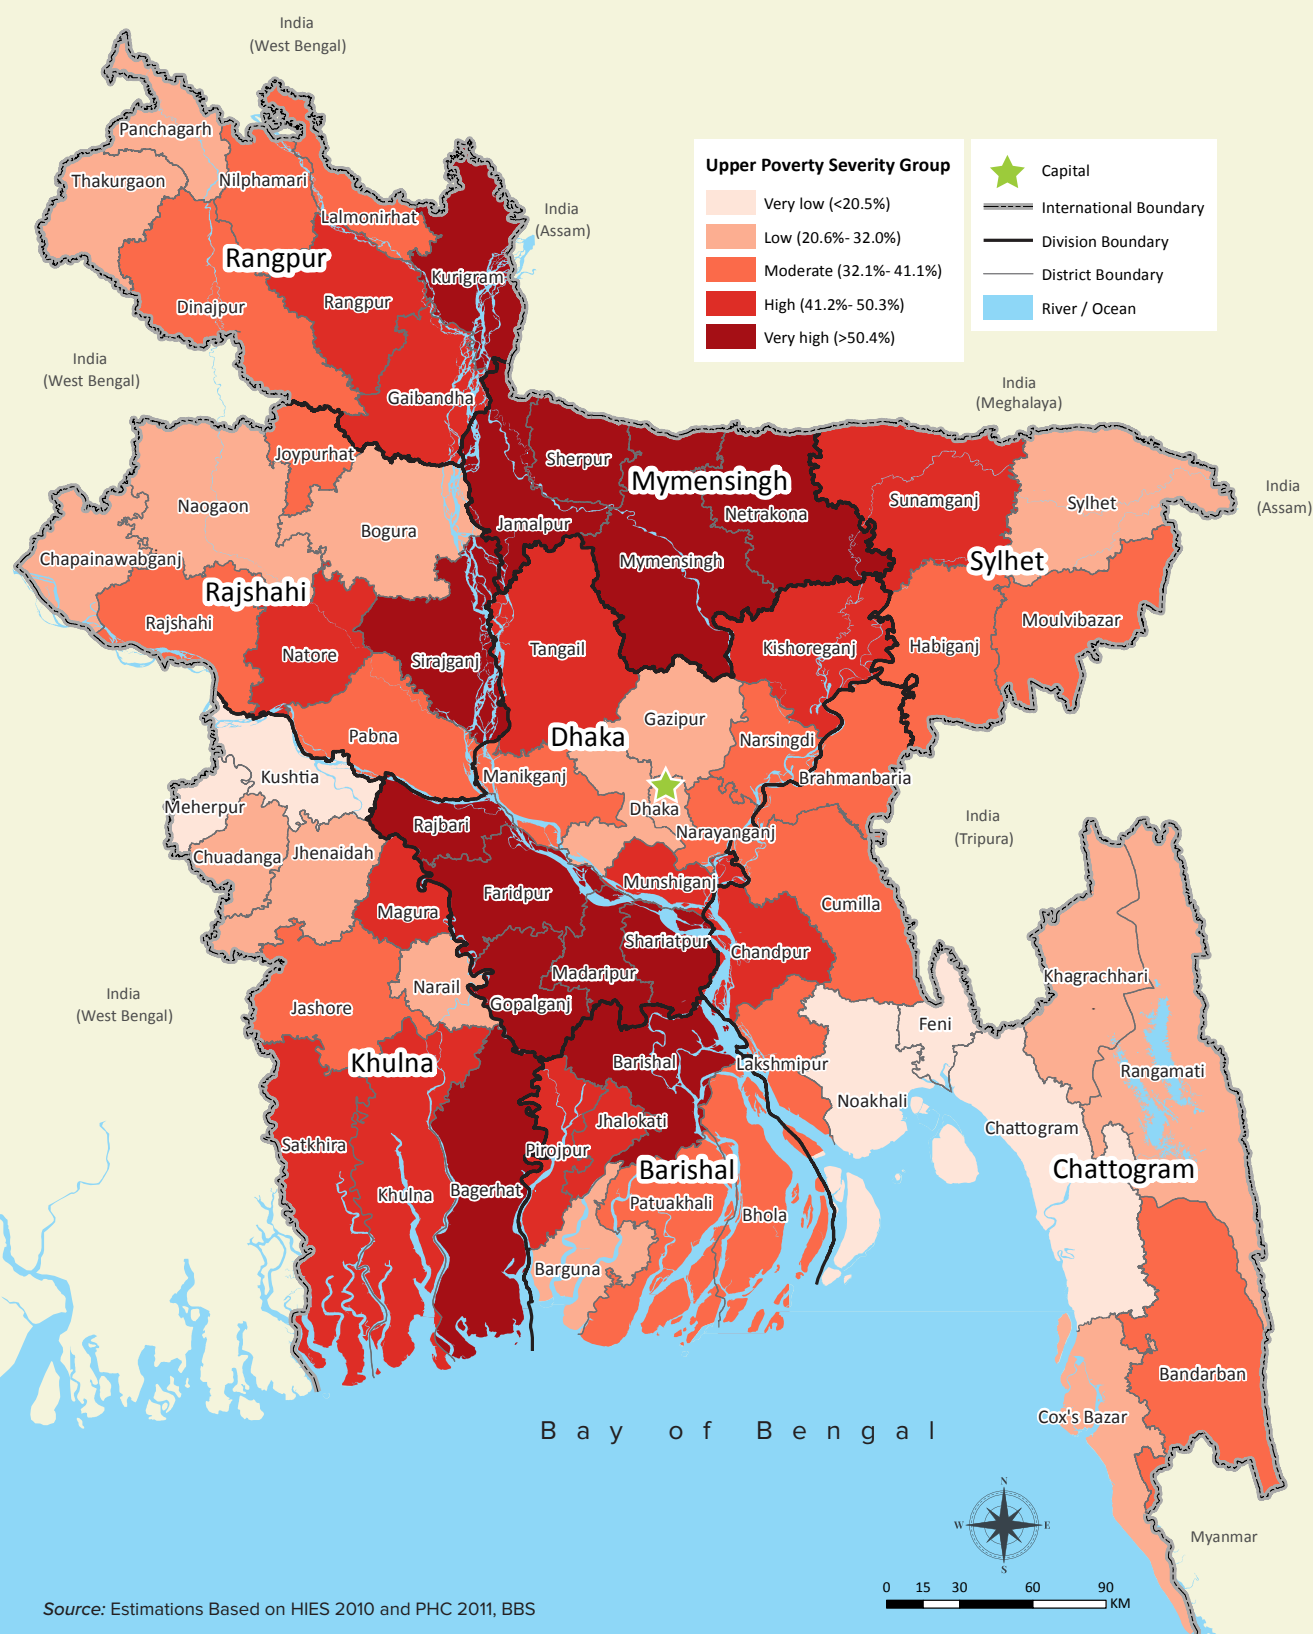 India
(West Bengal)
Panchagarh
Thakurgaon
Nilphamari
Lalmonirhat
India
(Assam)
Rangpur
Kurigram
Rangpur
Dinajpur
India
(West Bengal)
Gaibandha
Upper Poverty Severity Group
Very low (<20.5%)
Low (20.6%- 32.0%)
Moderate (32.1%- 41.1%)
High (41.2%- 50.3%)
Very high (>50.4%)
Capital
International Boundary
Division Boundary
District Boundary
River / Ocean
India
(Meghalaya)
Joypurhat
Sherpur
Mymensingh
Naogaon
Bogura
Jamalpur
Netrakona
Sunamganj
Sylhet
India
(Assam)
Chapainawabganj
Mymensingh
Sylhet
Rajshahi
Rajshahi
Moulvibazar
Natore
Sirajganj
Tangail
Kishoreganj
Habiganj
Gazipur
Pabna
Dhaka
Narsingdi
Kushtia
Manikganj
Brahmanbaria
Meherpur
Dhaka
India
(Tripura)
Rajbari
Narayanganj
Chuadanga
Jhenaidah
Munshiganj
Faridpur
Magura
Cumilla
Shariatpur
Chandpur
Madaripur
Khagrachhari
Narail
Gopalganj
India
(West Bengal)
Jashore
Feni
Khulna
Barishal
Lakshmipur
Rangamati
Noakhali
Jhalokati
Chattogram
Satkhira
Pirojpur
Barishal
Chattogram
Khulna
Bagerhat
Patuakhali
Bhola
Barguna
Bandarban
Cox's Bazar
Bay of Bengal
N
W
E
S
Myanmar
0 15 30 60 90
KM
Source: Estimations Based on HIES 2010 and PHC 2011, BBS